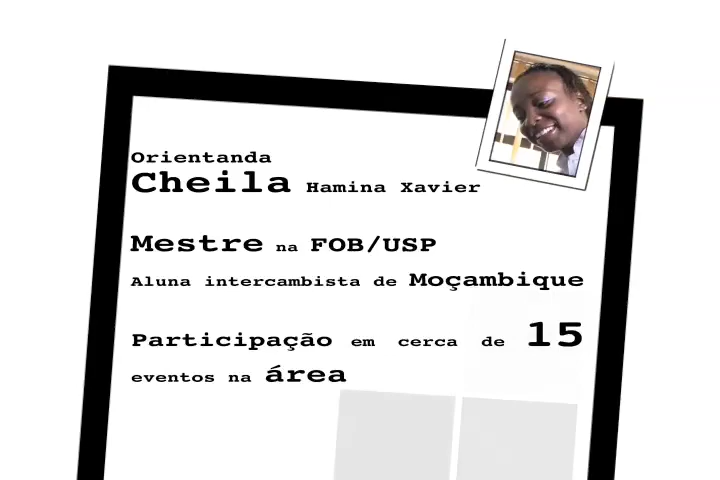 Orientanda
Cheila Hamina Xavier
Mestre na FOB/USP
Aluna intercambista de Moçambique
Participação em cerca de 15
eventos na área